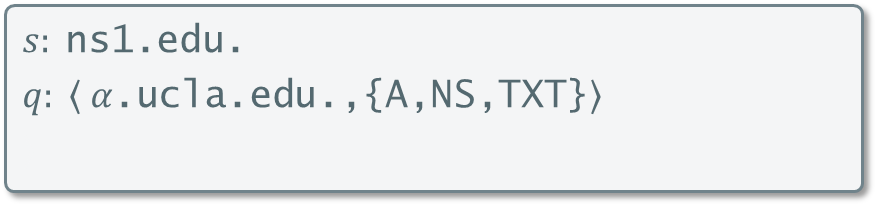 s: ns1.edu.
q: ⟨ α.ucla.edu.,{A,NS,TXT}⟩